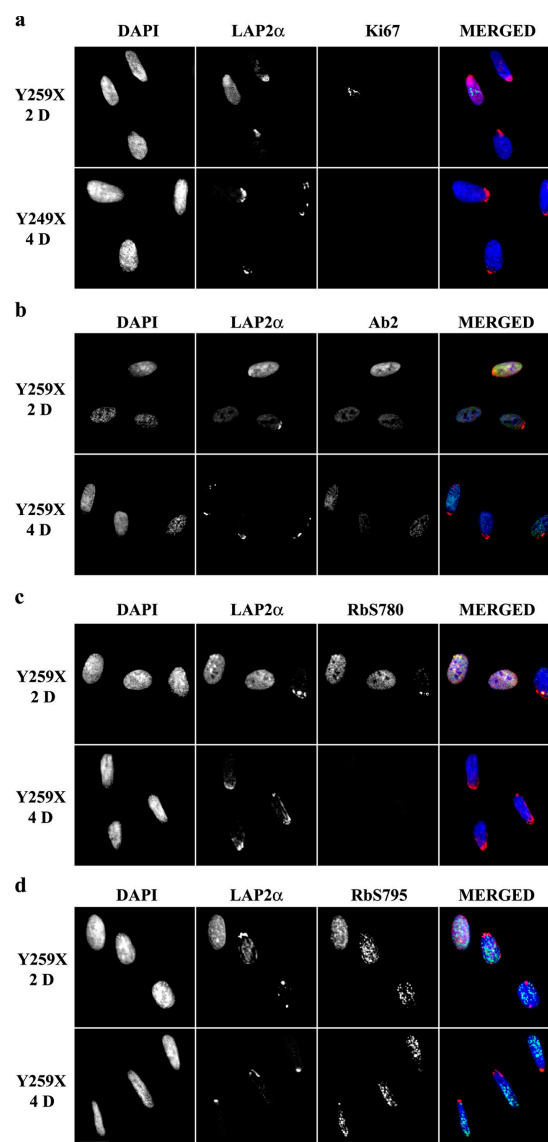 a
DAPI LAP2α Ki67 MERGED
Y259X
2 D
Y249X
4 D
b
DAPI LAP2α Ab2 MERGED
Y259X
2 D
Y259X
4 D
c
DAPI LAP2α RbS780 MERGED
Y259X
2 D
Y259X
4 D
d
DAPI LAP2α RbS795 MERGED
Y259X
2 D
Y259X
4 D